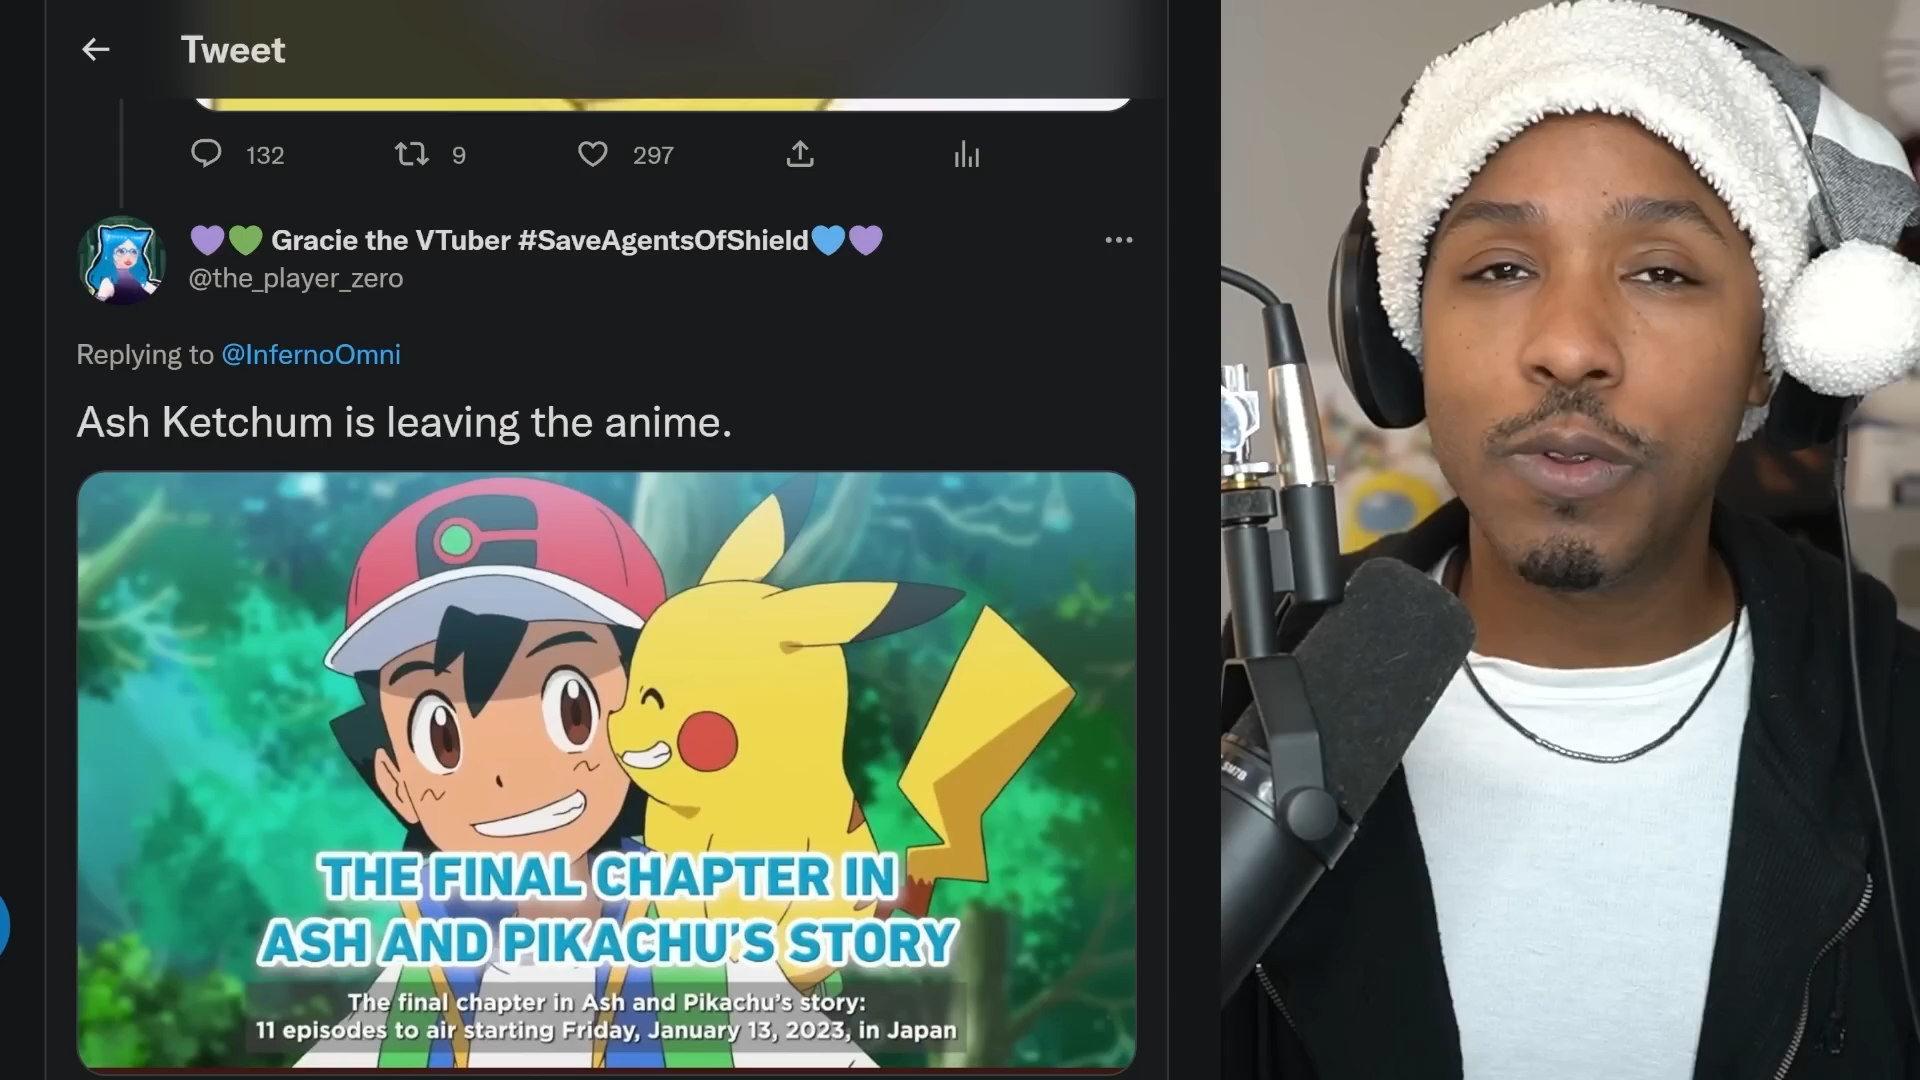 Tweet
132
9
297
💜💚 Gracie the VTuber #SaveAgentsOfShield💙💜
@the_player_zero
Replying to @InfernoOmni
Ash Ketchum is leaving the anime.
THE FINAL CHAPTER IN
ASH AND PIKACHU'S STORY
The final chapter in Ash and Pikachu's story:
11 episodes to air starting Friday, January 13, 2023, in Japan
SM7B